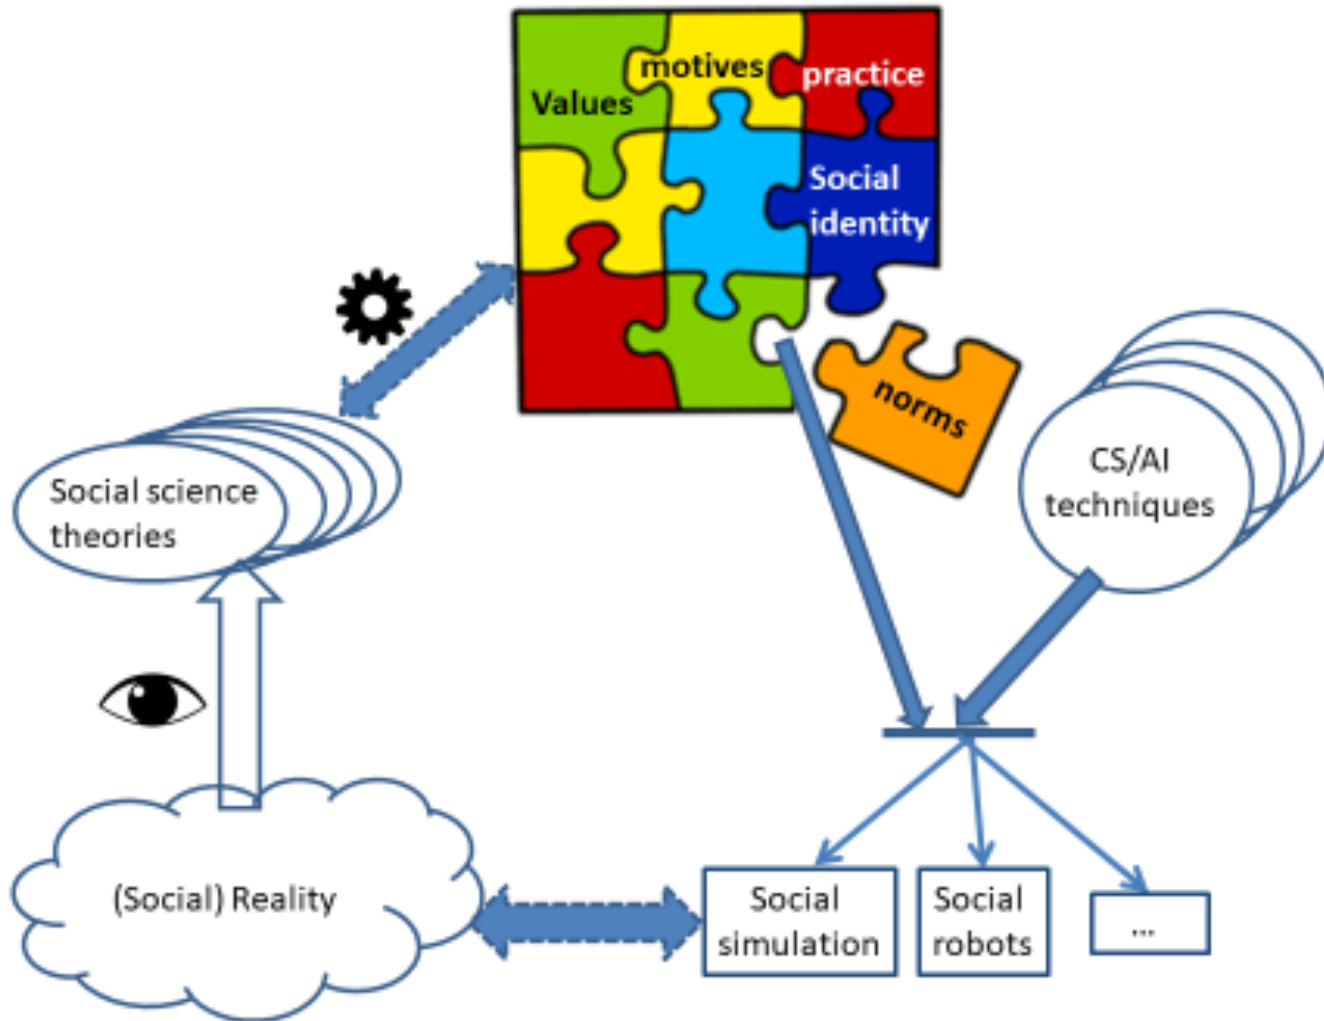 Values
motives
practice
Social
identity
norms
CS/AI
techniques
Social science
theories
(Social) Reality
Social
simulation
Social
robots
...